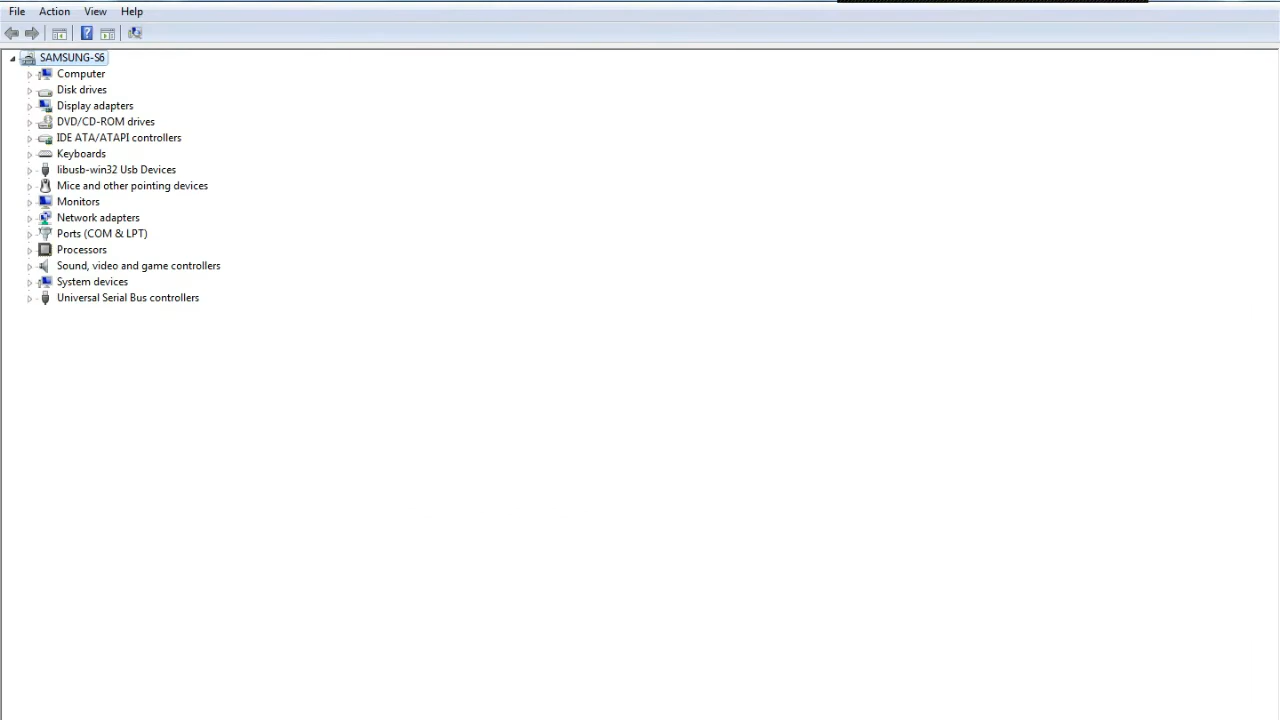 File Action View Help
SAMSUNG-S6
Computer
Disk drives
Display adapters
DVD/CD-ROM drives
IDE ATA/ATAPI controllers
Keyboards
libusb-win32 Usb Devices
Mice and other pointing devices
Monitors
Network adapters
Ports (COM & LPT)
Processors
Sound, video and game controllers
System devices
Universal Serial Bus controllers